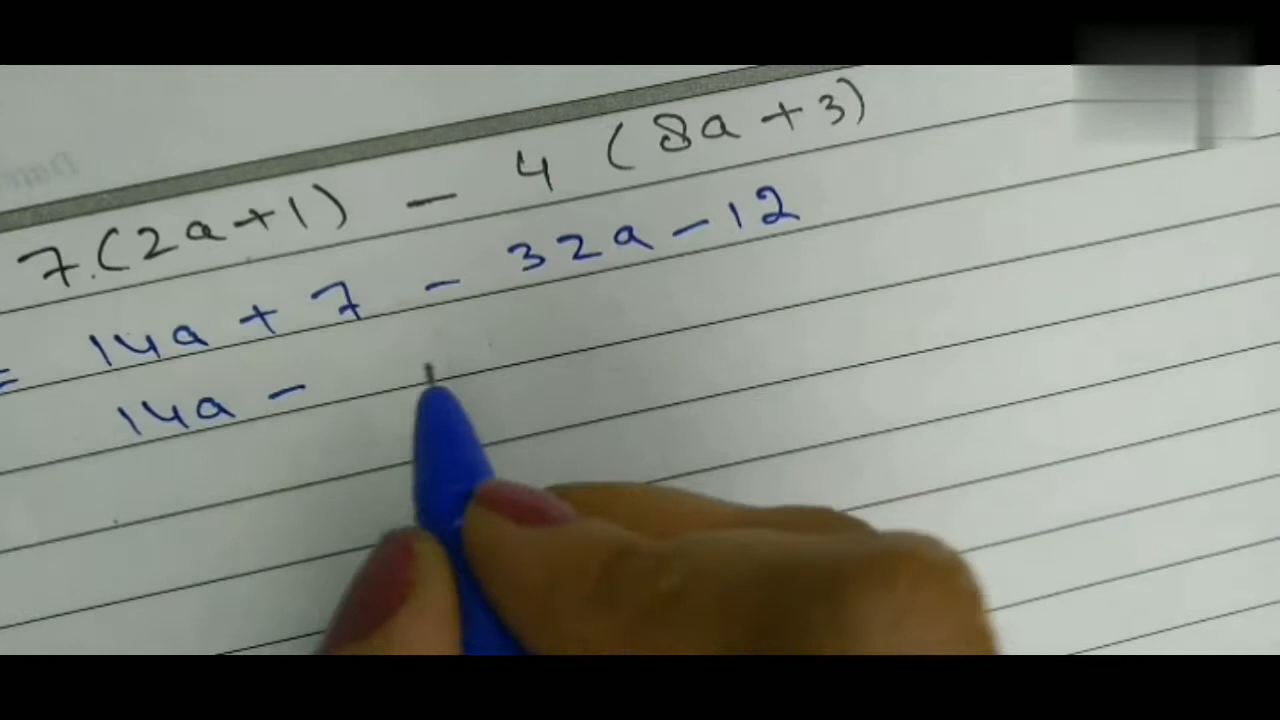 7.(2a+1) - 4 (8a+3)
= 14a + 7 - 32a - 12
14a -